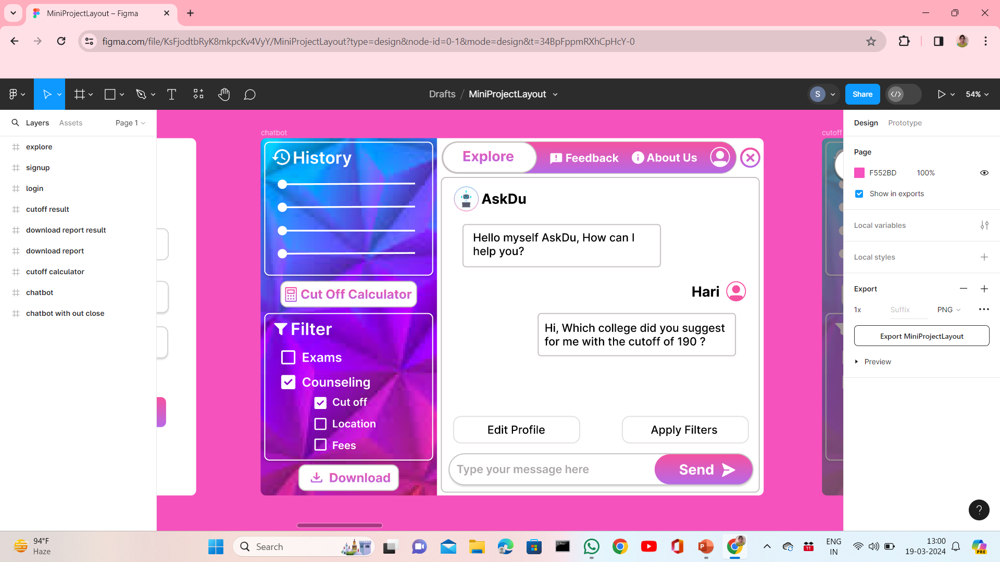 MiniProjectLayout – Figma
figma.com/file/KsFjodtbRyK8mkpcKv4VyY/MiniProjectLayout?type=design&node-id=0-1&mode=design&t=34BpFppmRXhCpHcY-0
Drafts / MiniProjectLayout
S
Share
54%
Layers
Assets
Page 1
explore
signup
login
cutoff result
download report result
download report
cutoff calculator
chatbot
chatbot with out close
chatbot
History
Cut Off Calculator
Filter
Exams
Counseling
Cut off
Location
Fees
Download
Explore
Feedback
About Us
AskDu
Hello myself AskDu, How can I
help you?
Hari
Hi, Which college did you suggest
for me with the cutoff of 190 ?
Edit Profile
Apply Filters
Type your message here
Send
cutoff
Design
Prototype
Page
F552BD
100%
Show in exports
Local variables
Local styles
Export
1x
Suffix
PNG
Export MiniProjectLayout
Preview
?
94°F
Haze
Search
11
ENG
IN
13:00
19-03-2024
PRE